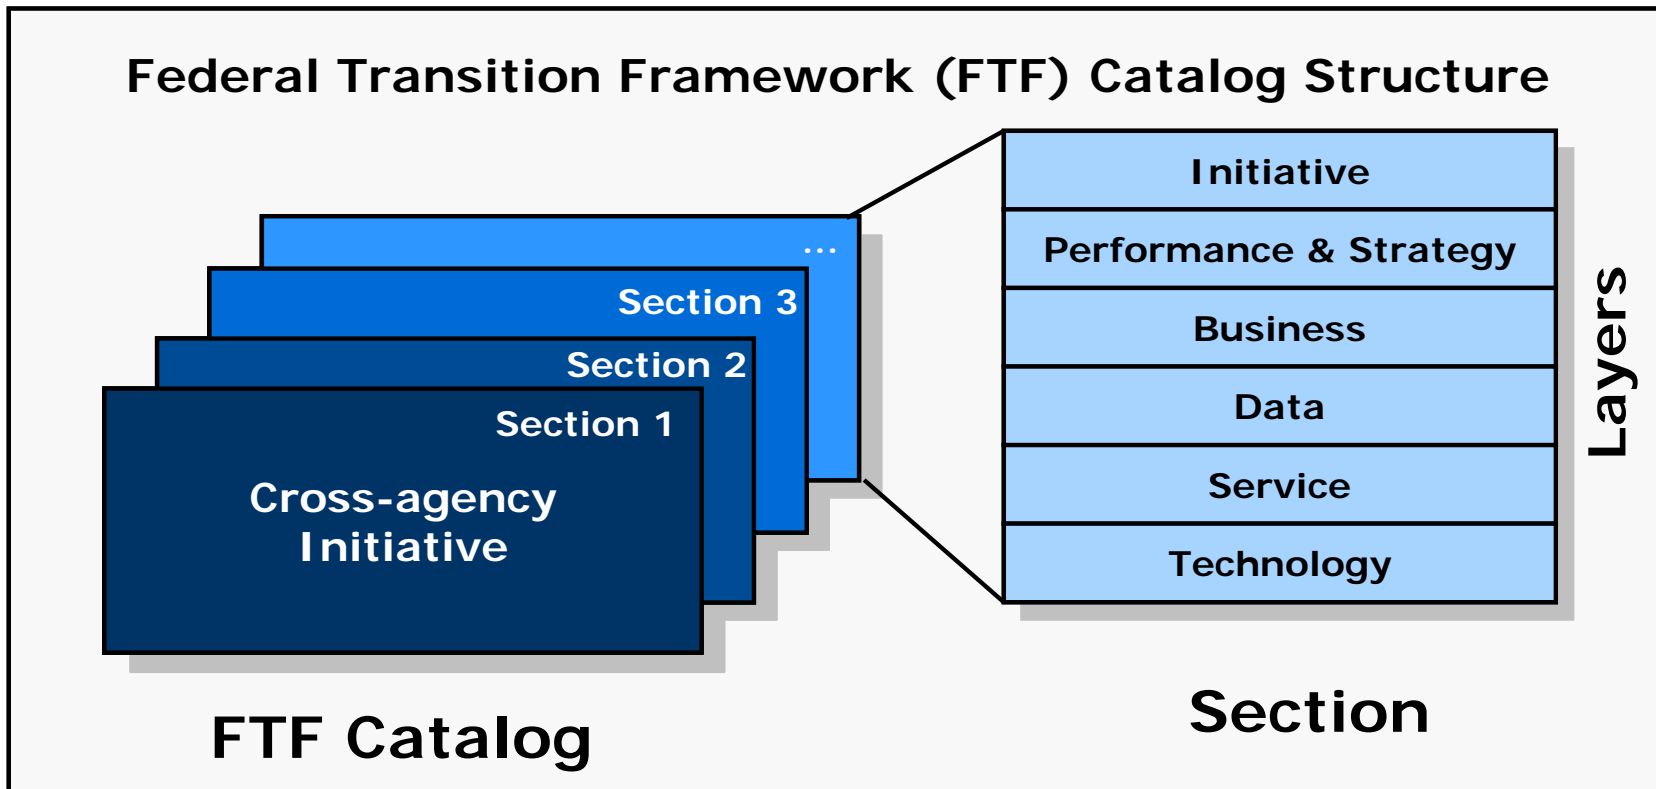 Federal Transition Framework (FTF) Catalog Structure
...
Section 3
Section 2
Section 1
Cross-agency
Initiative
FTF Catalog
Initiative
Performance & Strategy
Business
Data
Service
Technology
Layers
Section